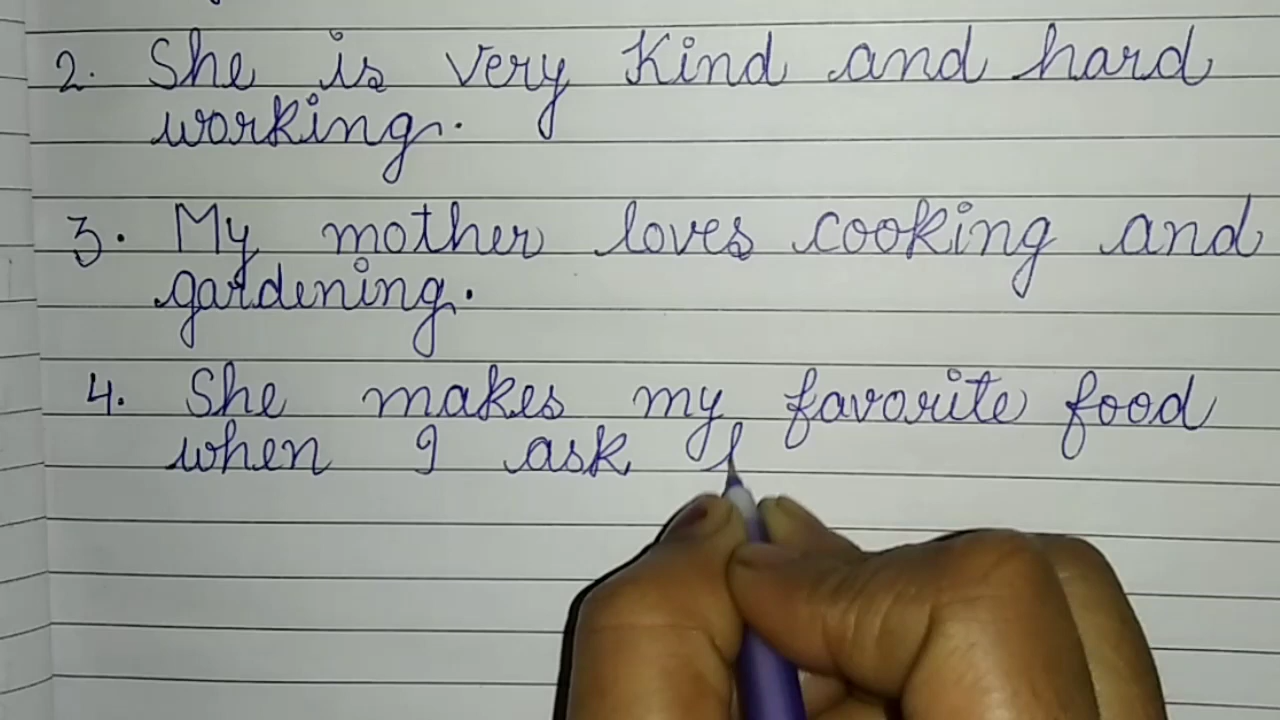 2. She is very Kind and hard
working.
3. My mother loves cooking and
gardening.
4. She makes my favorite food
when I ask